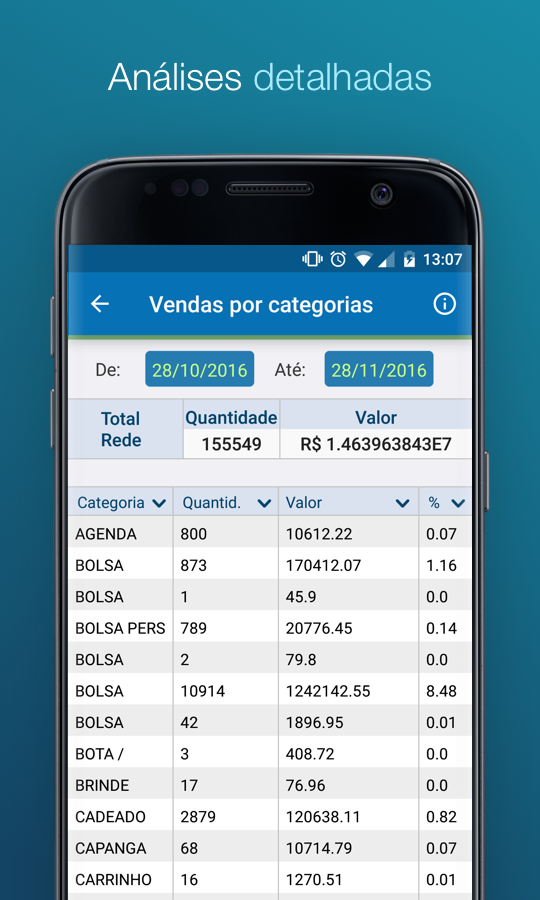 Análises detalhadas
13:07
Vendas por categorias
De: 28/10/2016 Até: 28/11/2016
Total Rede Quantidade Valor
155549 R$ 1.463963843E7
Categoria Quantid. Valor %
AGENDA 800 10612.22 0.07
BOLSA 873 170412.07 1.16
BOLSA 1 45.9 0.0
BOLSA PERS 789 20776.45 0.14
BOLSA 2 79.8 0.0
BOLSA 10914 1242142.55 8.48
BOLSA 42 1896.95 0.01
BOTA / 3 408.72 0.0
BRINDE 17 76.96 0.0
CADEADO 2879 120638.11 0.82
CAPANGA 68 10714.79 0.07
CARRINHO 16 1270.51 0.01